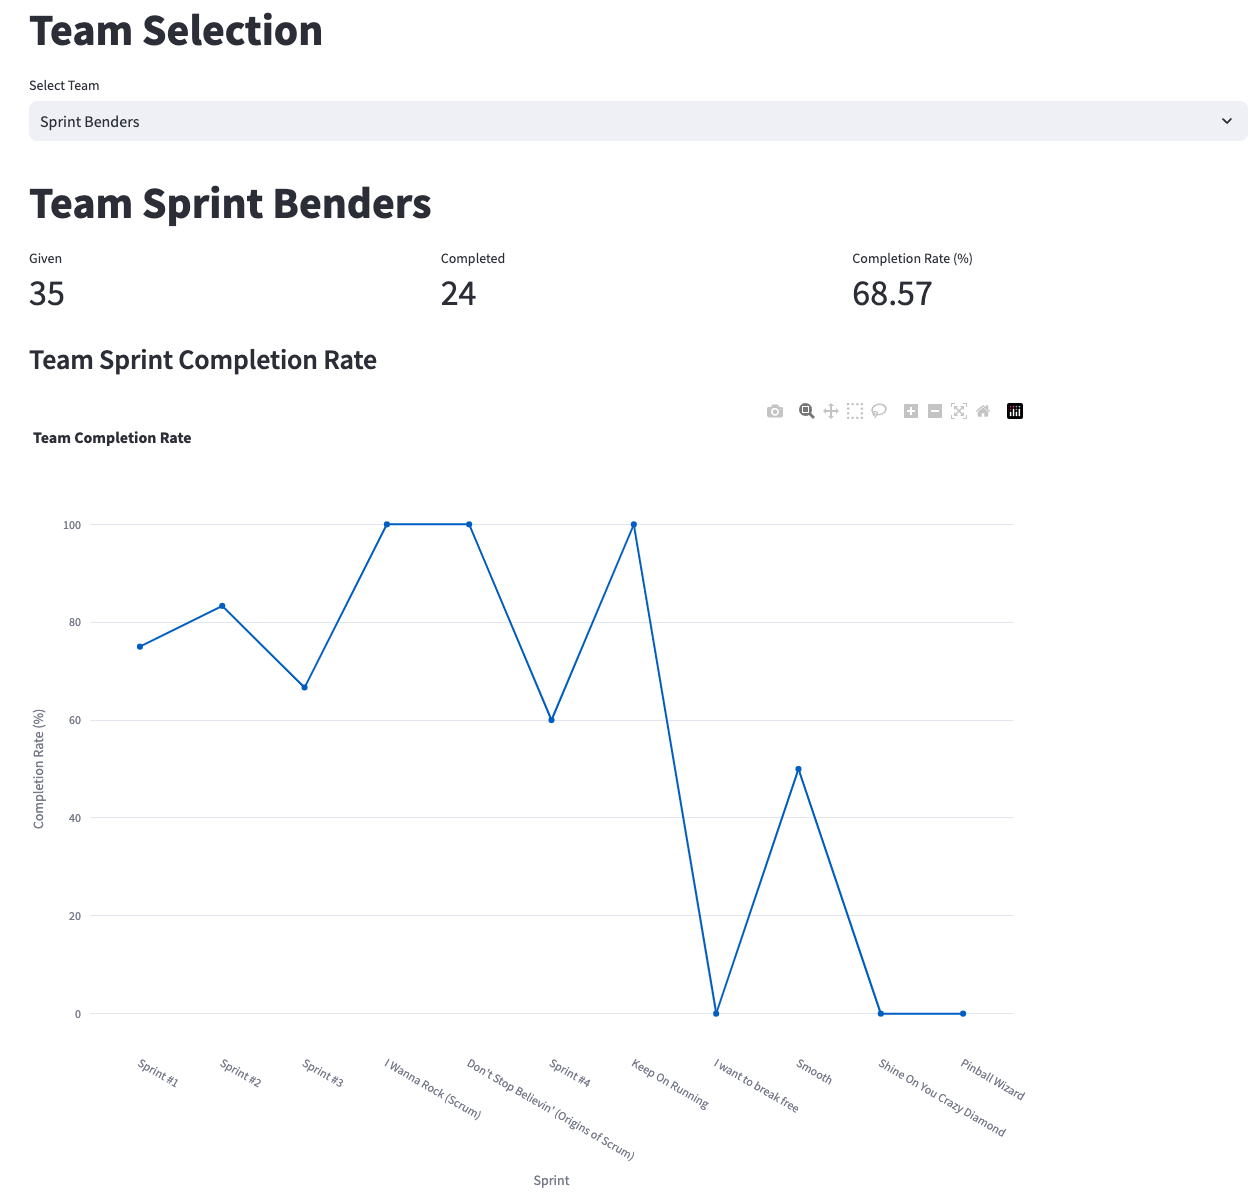 Team Selection
Select Team
Sprint Benders
Team Sprint Benders
Given
Completed
Completion Rate (%)
35
24
68.57
Team Sprint Completion Rate
Team Completion Rate
100
80
60
40
20
0
Completion Rate (%)
Sprint #1
Sprint #2
Sprint #3
I Wanna Rock (Scrum)
Don't Stop Believin' (Origins of Scrum)
Sprint #4
Keep On Running
I want to break free
Smooth
Shine On You Crazy Diamond
Pinball Wizard
Sprint